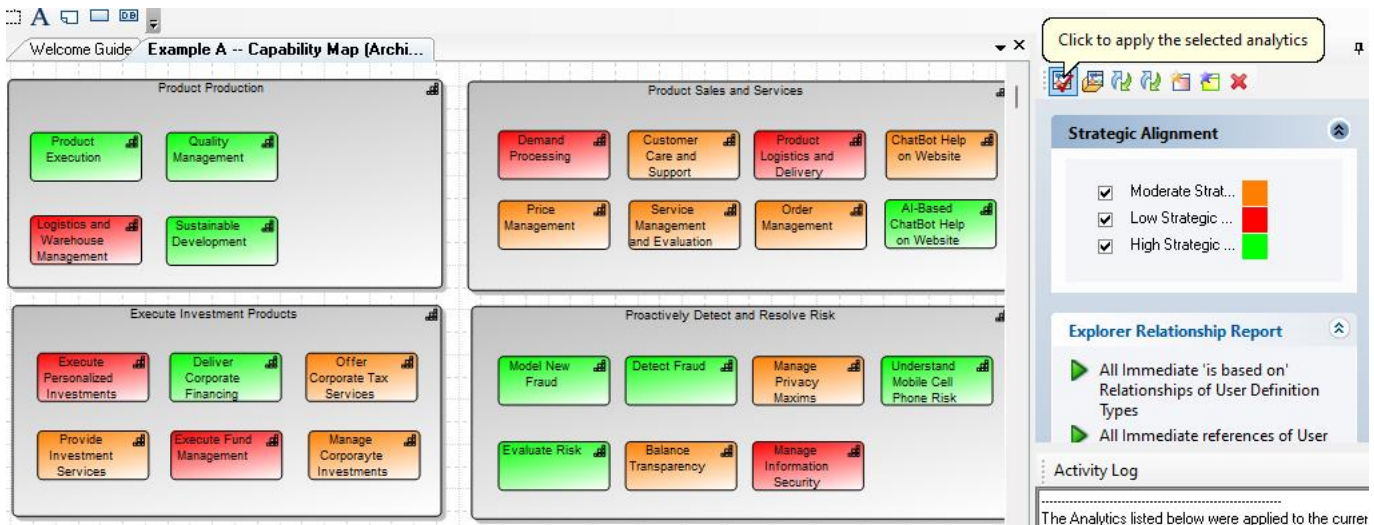 A
DB
Welcome Guide
Example A -- Capability Map (Archi...
Click to apply the selected analytics
Product Production
Product
Execution
Quality
Management
Logistics and
Warehouse
Management
Sustainable
Development
Product Sales and Services
Demand
Processing
Customer
Care and
Support
Product
Logistics and
Delivery
ChatBot Help
on Website
Price
Management
Service
Management
and Evaluation
Order
Management
AI-Based
ChatBot Help
on Website
Execute Investment Products
Execute
Personalized
Investments
Deliver
Corporate
Financing
Offer
Corporate Tax
Services
Provide
Investment
Services
Execute Fund
Management
Manage
Corporayte
Investments
Proactively Detect and Resolve Risk
Model New
Fraud
Detect Fraud
Manage
Privacy
Maxims
Understand
Mobile Cell
Phone Risk
Evaluate Risk
Balance
Transparency
Manage
Information
Security
Strategic Alignment
Moderate Strat...
Low Strategic ...
High Strategic ...
Explorer Relationship Report
All Immediate 'is based on'
Relationships of User Definition
Types
All Immediate references of User
Activity Log
The Analytics listed below were applied to the curren